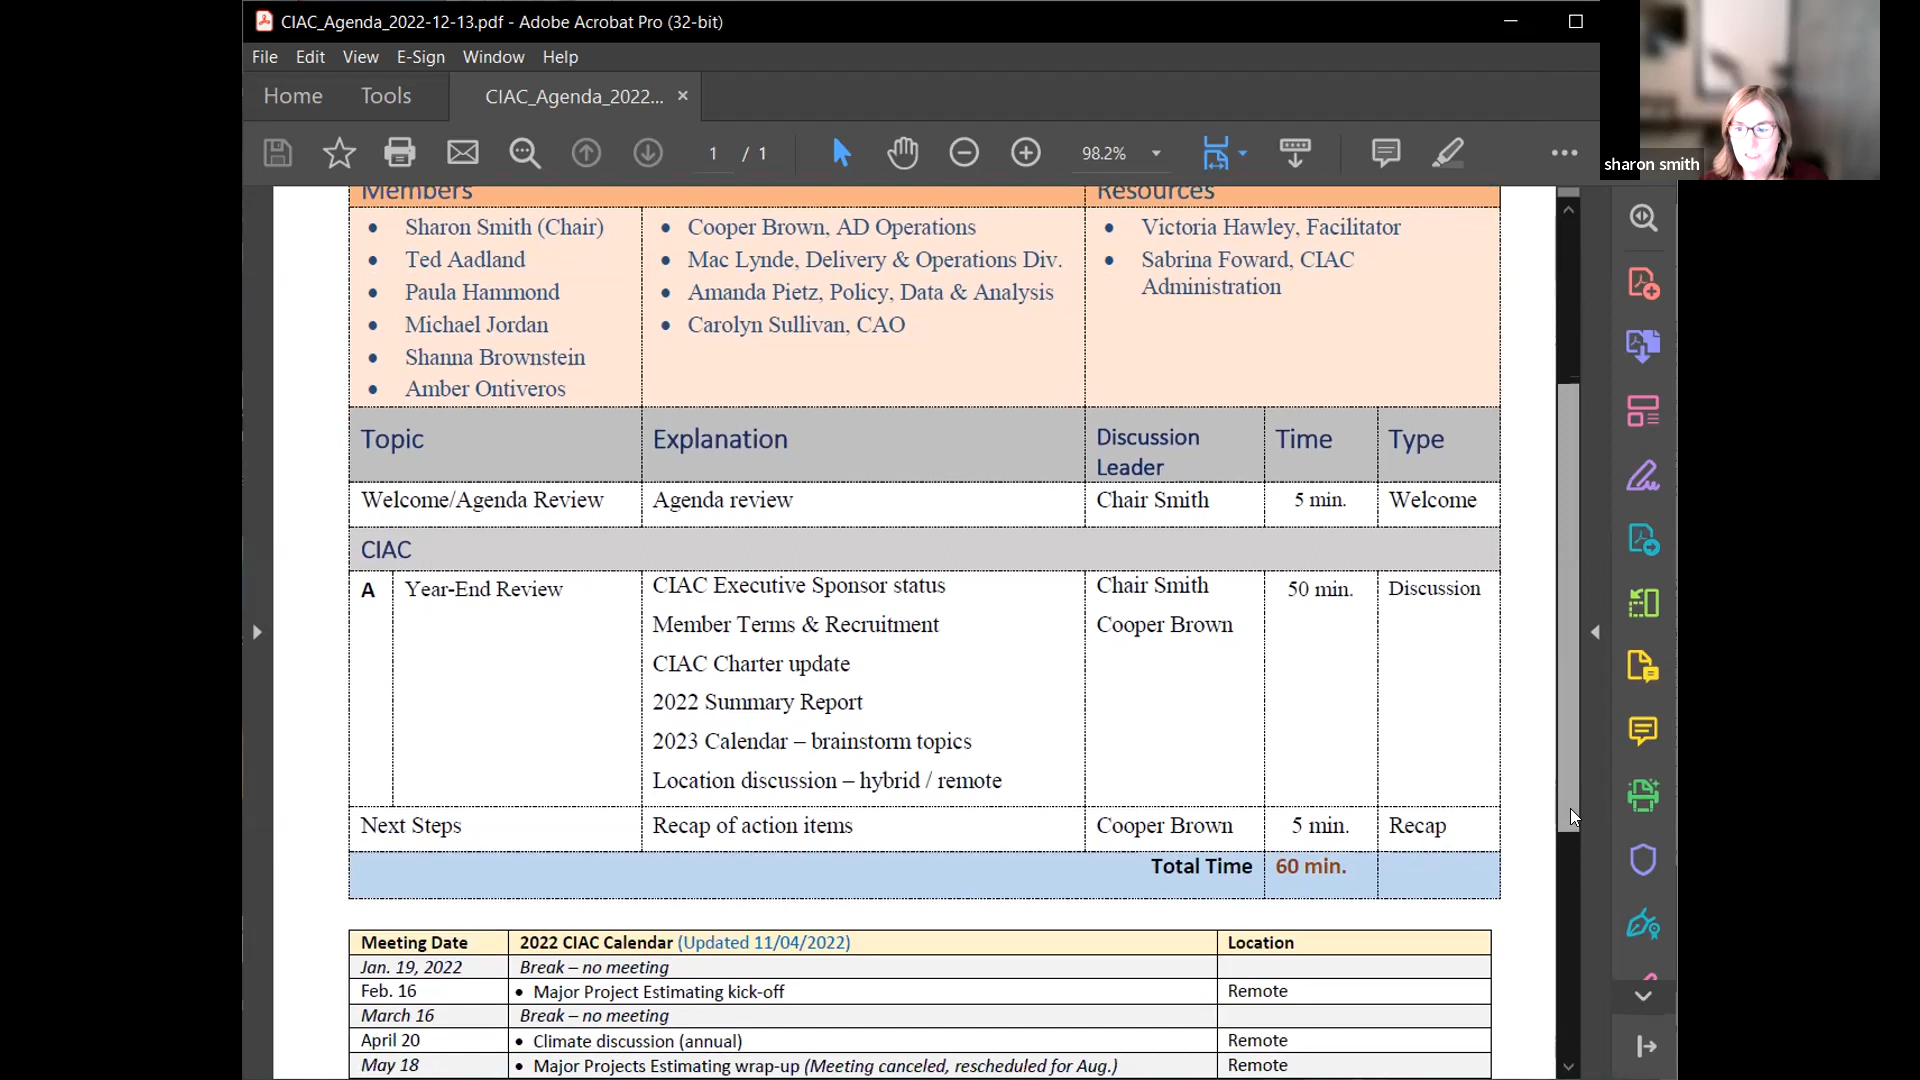 CIAC_Agenda_2022-12-13.pdf - Adobe Acrobat Pro (32-bit)
File Edit View E-Sign Window Help
Home Tools CIAC_Agenda_2022... ×
1 / 1 98.2%
sharon smith
Members Resources
• Sharon Smith (Chair)
• Ted Aadland
• Paula Hammond
• Michael Jordan
• Shanna Brownstein
• Amber Ontiveros
• Cooper Brown, AD Operations
• Mac Lynde, Delivery & Operations Div.
• Amanda Pietz, Policy, Data & Analysis
• Carolyn Sullivan, CAO
• Victoria Hawley, Facilitator
• Sabrina Foward, CIAC
Administration
Topic Explanation Discussion Leader Time Type
Welcome/Agenda Review Agenda review Chair Smith 5 min. Welcome
CIAC
A Year-End Review CIAC Executive Sponsor status Chair Smith 50 min. Discussion
Member Terms & Recruitment Cooper Brown
CIAC Charter update
2022 Summary Report
2023 Calendar – brainstorm topics
Location discussion – hybrid / remote
Next Steps Recap of action items Cooper Brown 5 min. Recap
Total Time 60 min.
Meeting Date 2022 CIAC Calendar (Updated 11/04/2022) Location
Jan. 19, 2022 Break – no meeting
Feb. 16 • Major Project Estimating kick-off Remote
March 16 Break – no meeting
April 20 • Climate discussion (annual) Remote
May 18 • Major Projects Estimating wrap-up (Meeting canceled, rescheduled for Aug.) Remote